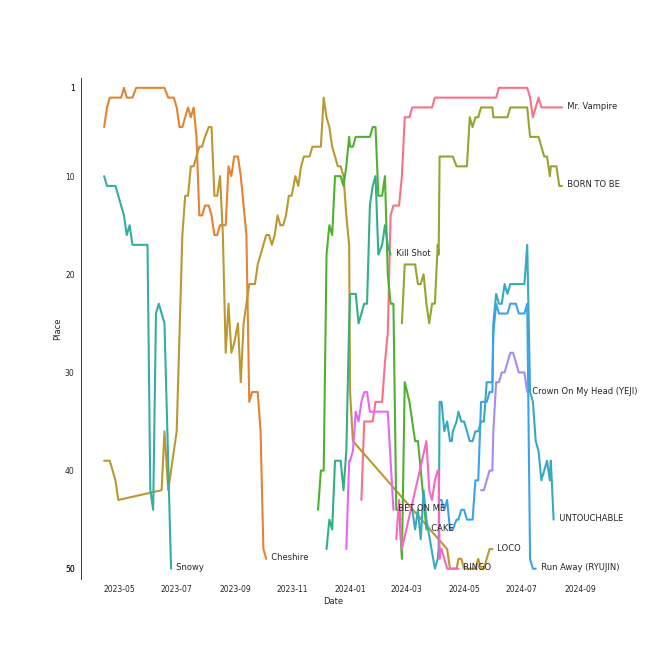 1
Mr. Vampire
10
BORN TO BE
Kill Shot
20
Place
30
Crown On My Head (YEJI)
40
BET ON ME
UNTOUCHABLE
CAKE
LOCO
Cheshire
50
Snowy
RINGO
Run Away (RYUJIN)
2023-05
2023-07
2023-09
2023-11
2024-01
2024-03
2024-05
2024-07
2024-09
Date